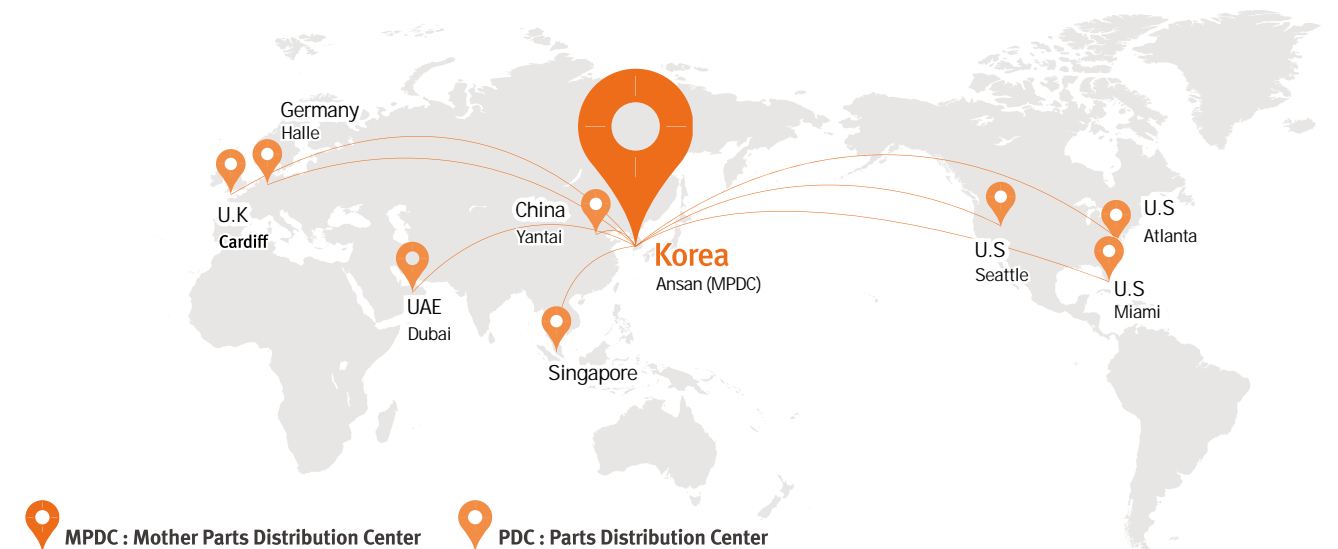 Germany
Halle
U.K
Cardiff
China
Yantai
UAE
Dubai
Singapore
Korea
Ansan (MPDC)
U.S
Seattle
U.S
Atlanta
U.S
Miami
MPDC : Mother Parts Distribution Center
PDC : Parts Distribution Center